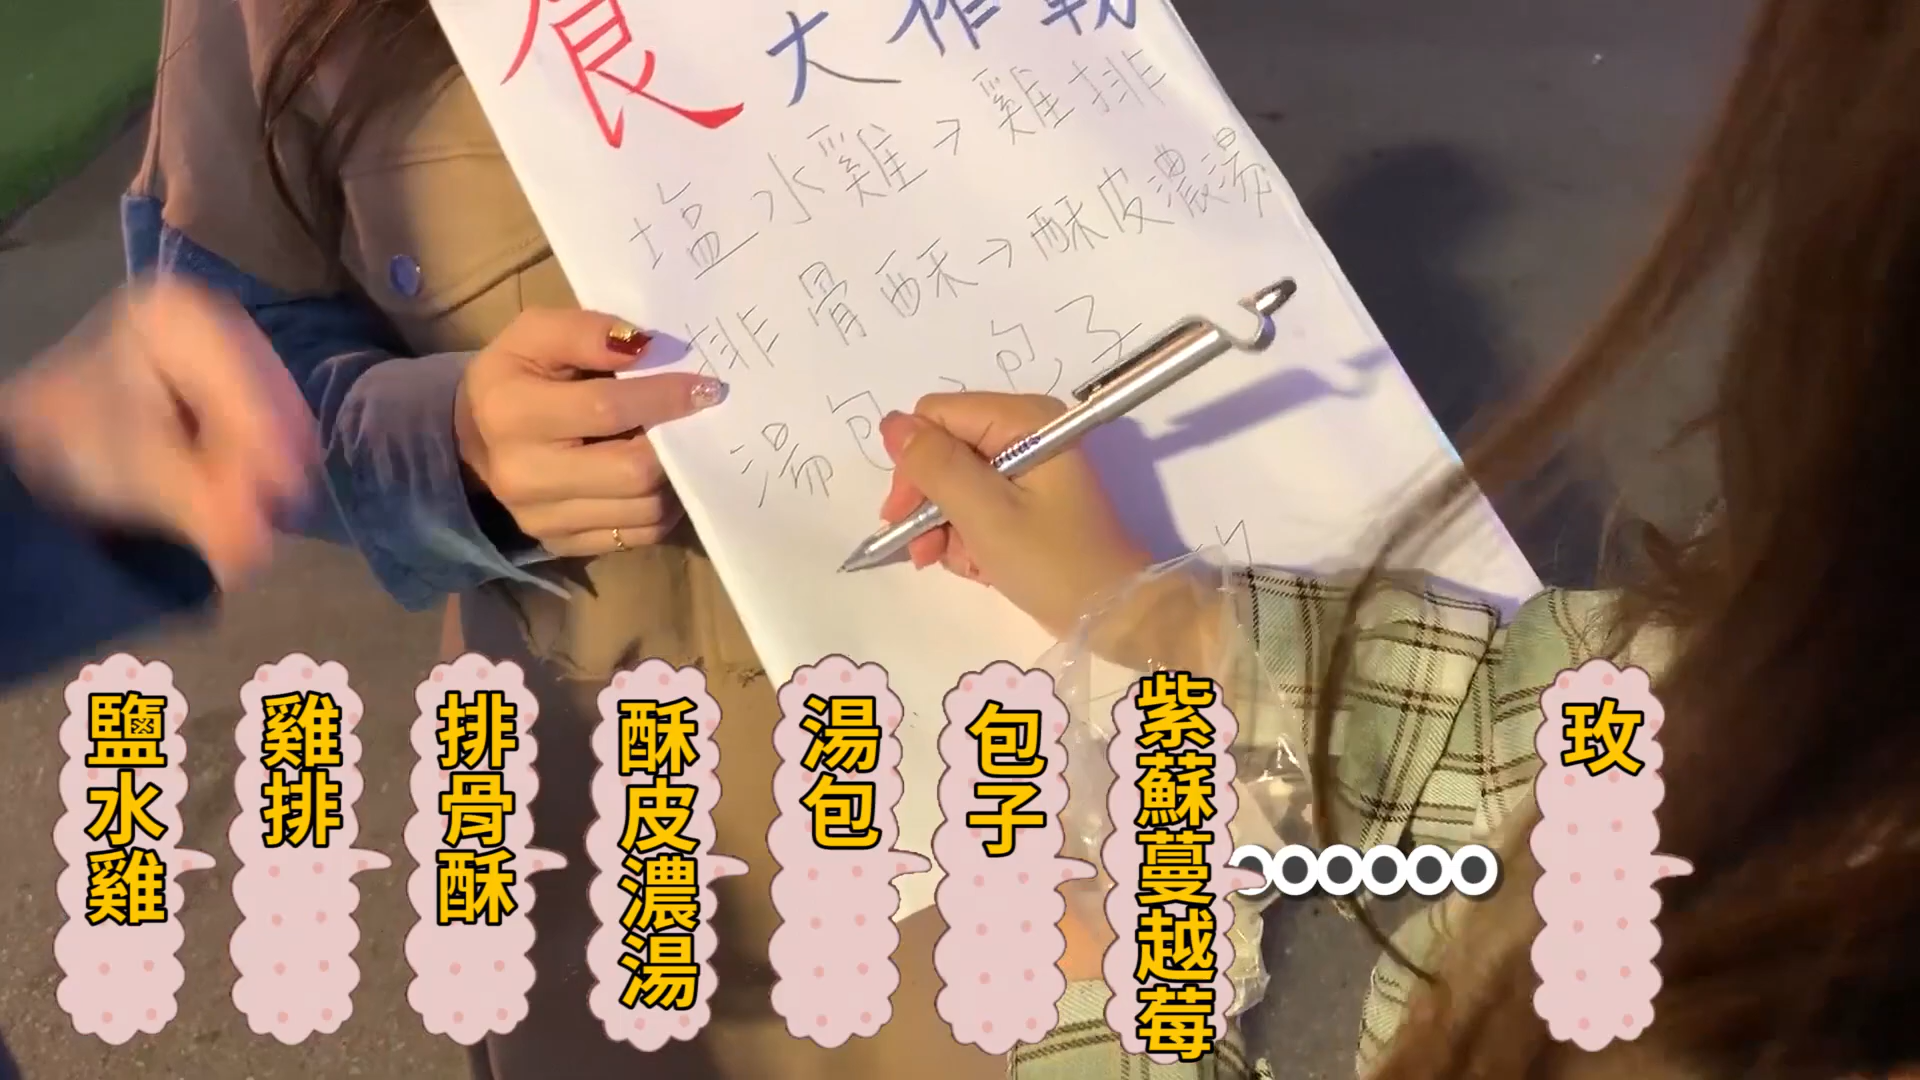 食大作戰
塩水雞→雞排
排骨酥→酥皮濃湯
湯包→包子
鹽水雞
雞排
排骨酥
酥皮濃湯
湯包
包子
紫蘇蔓越莓
玫